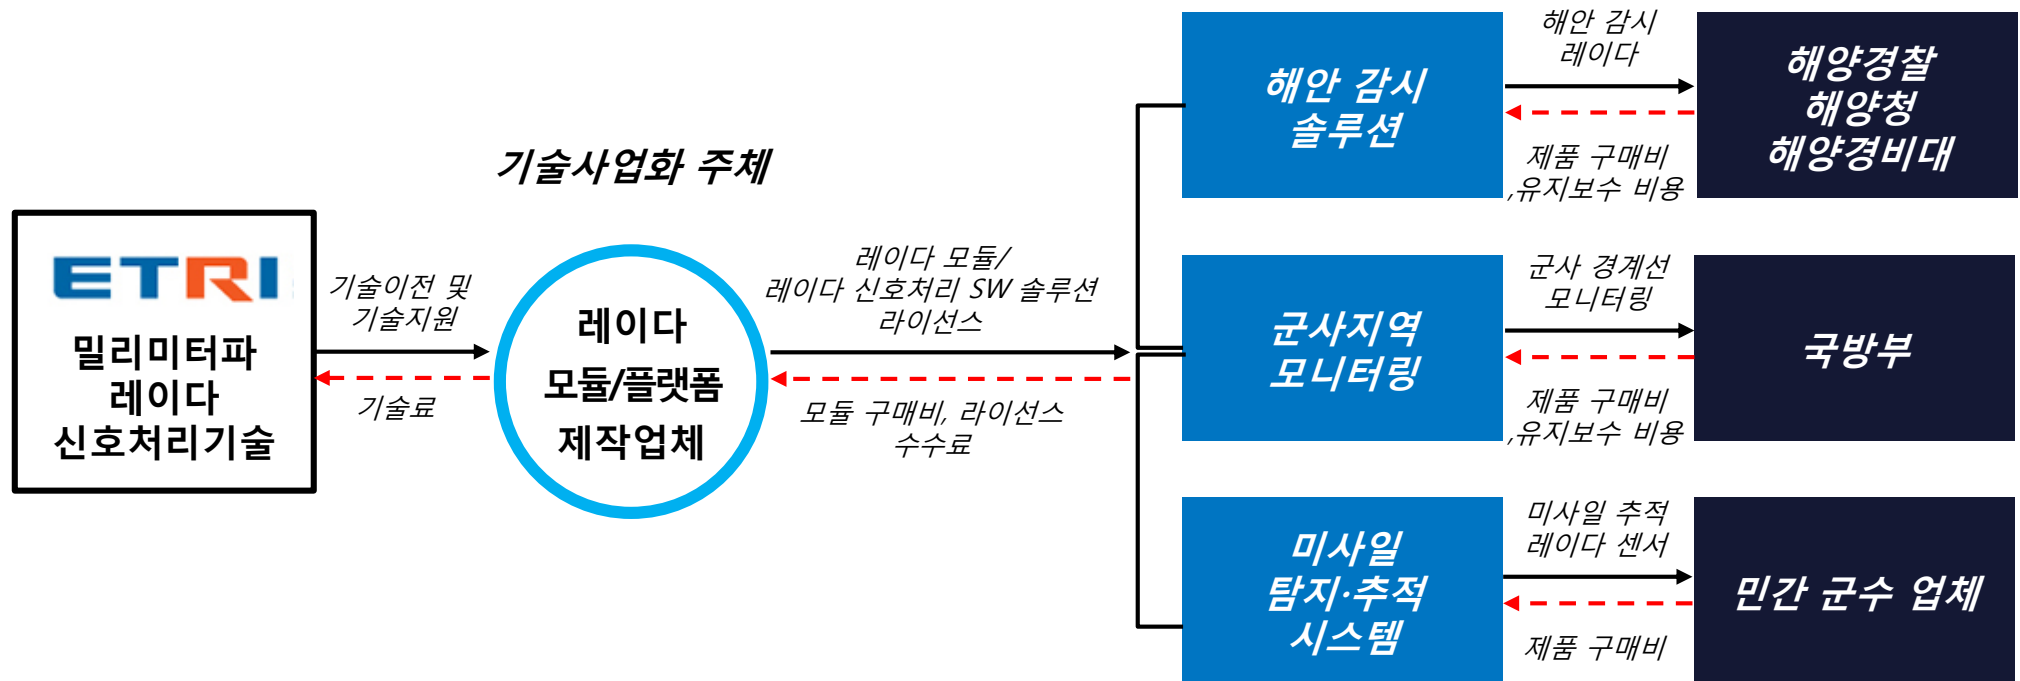 기술사업화 주체
ETRI
밀리미터파
레이다
신호처리기술
기술이전 및
기술지원
기술료
레이다
모듈/플랫폼
제작업체
레이다 모듈/
레이다 신호처리 SW 솔루션
라이선스
모듈 구매비, 라이선스
수수료
해안 감시
솔루션
해안 감시
레이다
제품 구매비
,유지보수 비용
해양경찰
해양청
해양경비대
군사지역
모니터링
군사 경계선
모니터링
제품 구매비
,유지보수 비용
국방부
미사일
탐지·추적
시스템
미사일 추적
레이다 센서
제품 구매비
민간 군수 업체